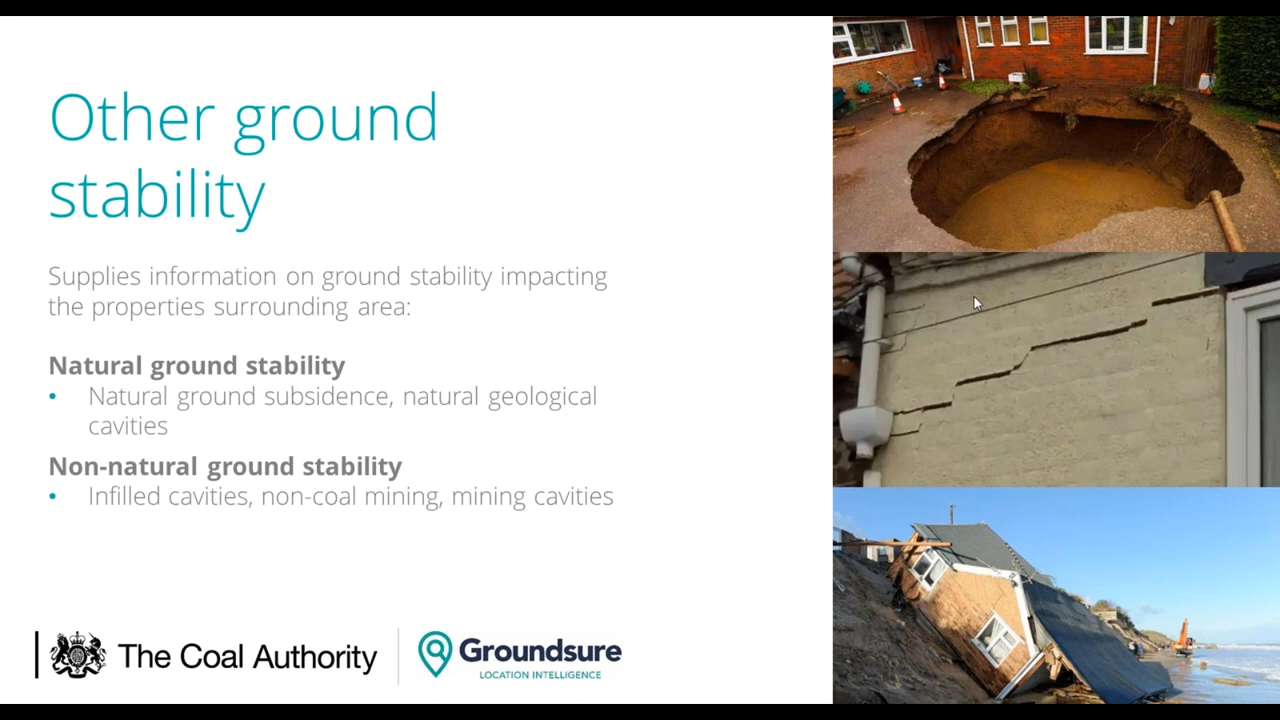 Other ground
stability
Supplies information on ground stability impacting
the properties surrounding area:
Natural ground stability
• Natural ground subsidence, natural geological
cavities
Non-natural ground stability
• Infilled cavities, non-coal mining, mining cavities
The Coal Authority
Groundsure
LOCATION INTELLIGENCE